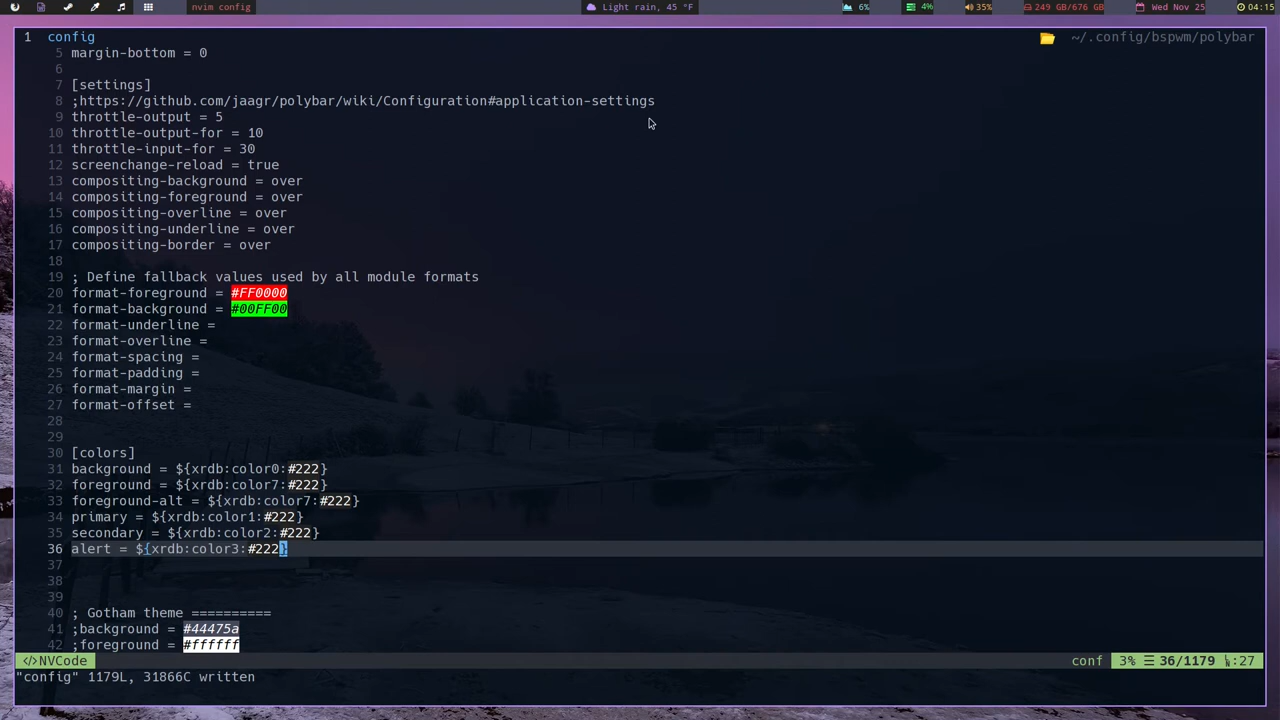 nvim config
Light rain, 45 °F
6%
4%
35%
249 GB/676 GB
Wed Nov 25
04:15
1 config
~/.config/bspwm/polybar
5 margin-bottom = 0
6
7 [settings]
8 ;https://github.com/jaagr/polybar/wiki/Configuration#application-settings
9 throttle-output = 5
10 throttle-output-for = 10
11 throttle-input-for = 30
12 screenchange-reload = true
13 compositing-background = over
14 compositing-foreground = over
15 compositing-overline = over
16 compositing-underline = over
17 compositing-border = over
18
19 ; Define fallback values used by all module formats
20 format-foreground = #FF0000
21 format-background = #00FF00
22 format-underline =
23 format-overline =
24 format-spacing =
25 format-padding =
26 format-margin =
27 format-offset =
28
29
30 [colors]
31 background = ${xrdb:color0:#222}
32 foreground = ${xrdb:color7:#222}
33 foreground-alt = ${xrdb:color7:#222}
34 primary = ${xrdb:color1:#222}
35 secondary = ${xrdb:color2:#222}
36 alert = ${xrdb:color3:#222}
37
38
39
40 ; Gotham theme ==========
41 ;background = #44475a
42 ;foreground = #ffffff
</>NVCode
conf
3% ☰ 36/1179 :27
"config" 1179L, 31866C written